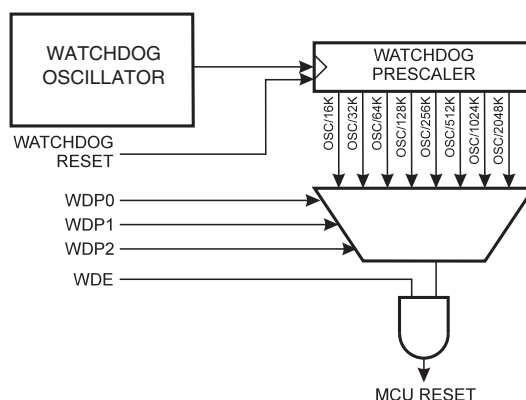 WATCHDOG
OSCILLATOR
WATCHDOG
PRESCALER
WATCHDOG
RESET
OSC/16K
OSC/32K
OSC/64K
OSC/128K
OSC/256K
OSC/512K
OSC/1024K
OSC/2048K
WDP0
WDP1
WDP2
WDE
MCU RESET